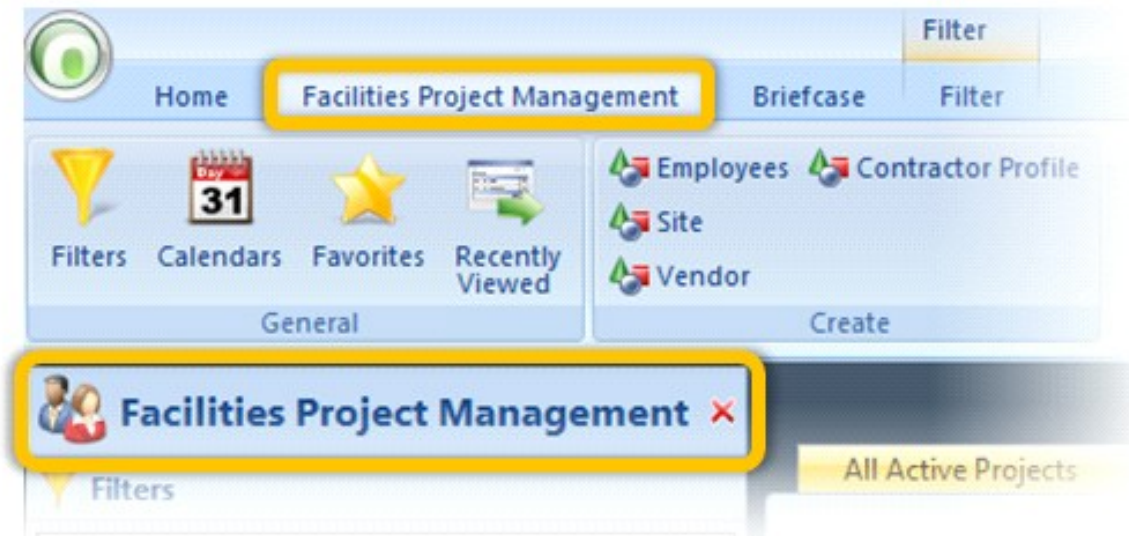 Filter
Home Facilities Project Management Briefcase Filter
Day
31
Filters Calendars Favorites Recently Viewed
General
Employees Contractor Profile
Site
Vendor
Create
Facilities Project Management
Filters
All Active Projects